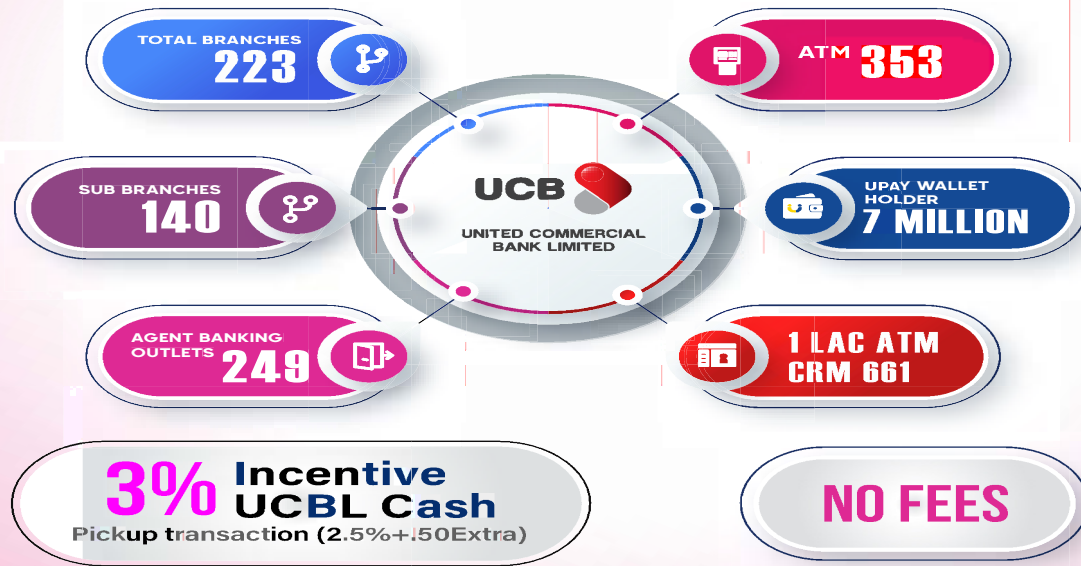 TOTAL BRANCHES
223
ATM 353
SUB BRANCHES
140
UCB
UNITED COMMERCIAL
BANK LIMITED
UPAY WALLET
HOLDER
7 MILLION
AGENT BANKING
OUTLETS 249
1 LAC ATM
CRM 661
3% Incentive
UCBL Cash
Pickup transaction (2.5%+.50Extra)
NO FEES